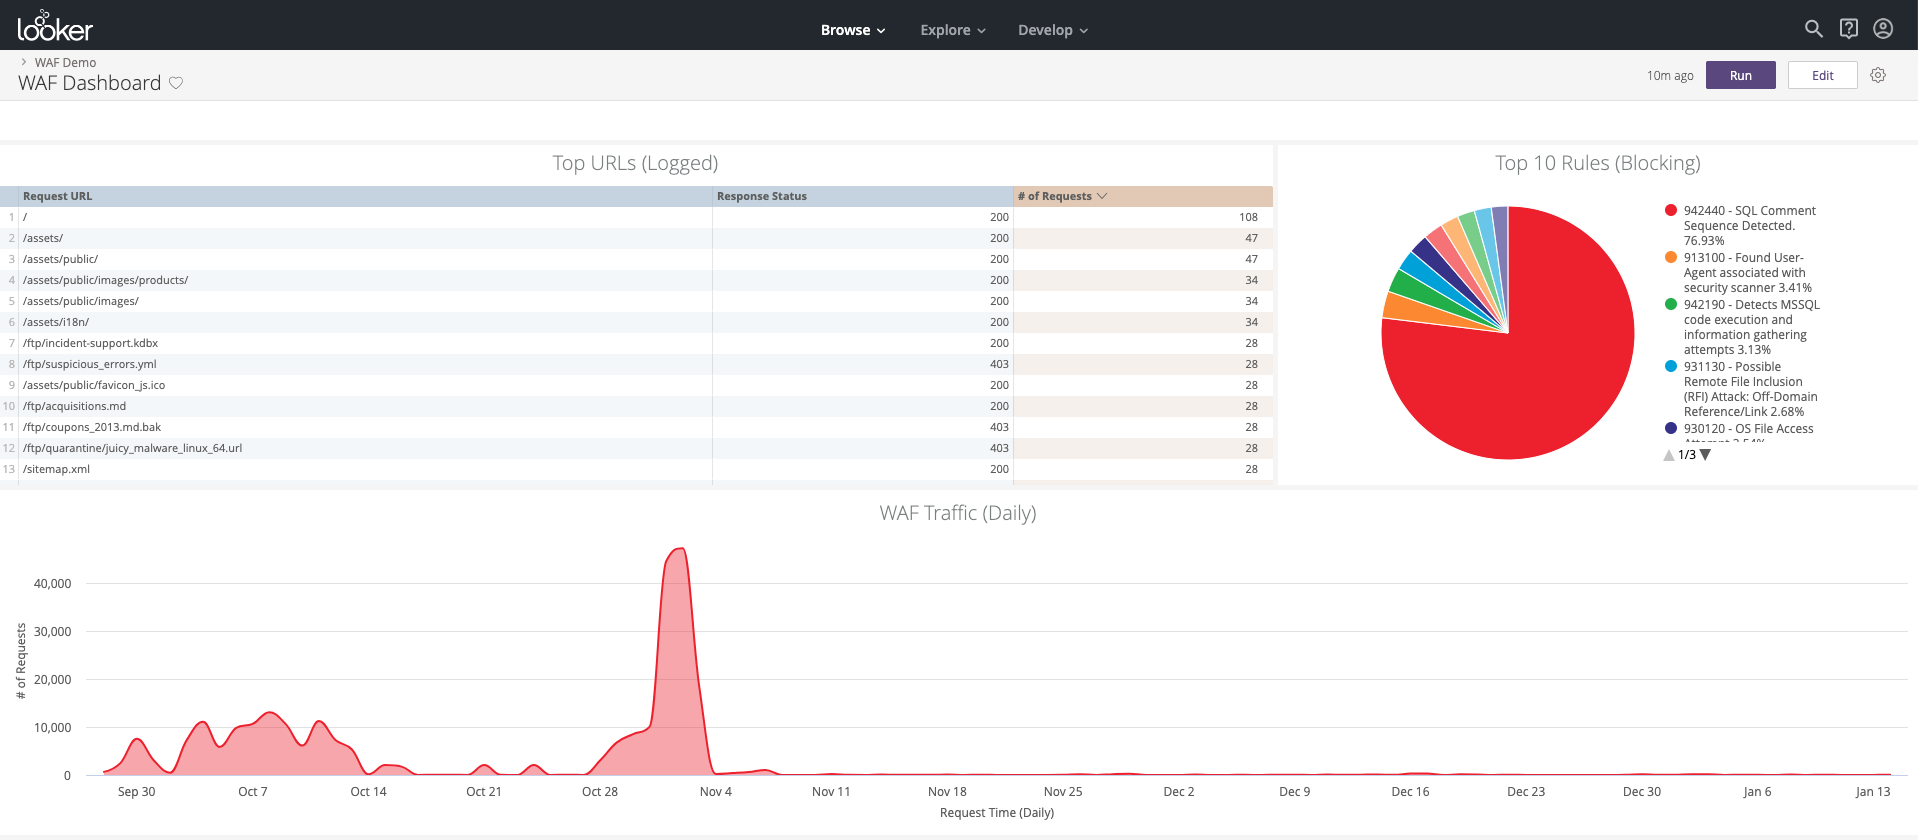 looker
Browse
Explore
Develop
WAF Demo
WAF Dashboard
10m ago
Run
Edit
Top URLs (Logged)
Request URL Response Status # of Requests
1 / 200 108
2 /assets/ 200 47
3 /assets/public/ 200 47
4 /assets/public/images/products/ 200 34
5 /assets/public/images/ 200 34
6 /assets/i18n/ 200 34
7 /ftp/incident-support.kdbx 200 28
8 /ftp/suspicious_errors.yml 403 28
9 /assets/public/favicon_js.ico 200 28
10 /ftp/acquisitions.md 200 28
11 /ftp/coupons_2013.md.bak 403 28
12 /ftp/quarantine/juicy_malware_linux_64.url 403 28
13 /sitemap.xml 200 28
Top 10 Rules (Blocking)
942440 - SQL Comment
Sequence Detected.
76.93%
913100 - Found User-
Agent associated with
security scanner 3.41%
942190 - Detects MSSQL
code execution and
information gathering
attempts 3.13%
931130 - Possible
Remote File Inclusion
(RFI) Attack: Off-Domain
Reference/Link 2.68%
930120 - OS File Access
1/3
WAF Traffic (Daily)
# of Requests
40,000
30,000
20,000
10,000
0
Sep 30 Oct 7 Oct 14 Oct 21 Oct 28 Nov 4 Nov 11 Nov 18 Nov 25 Dec 2 Dec 9 Dec 16 Dec 23 Dec 30 Jan 6 Jan 13
Request Time (Daily)